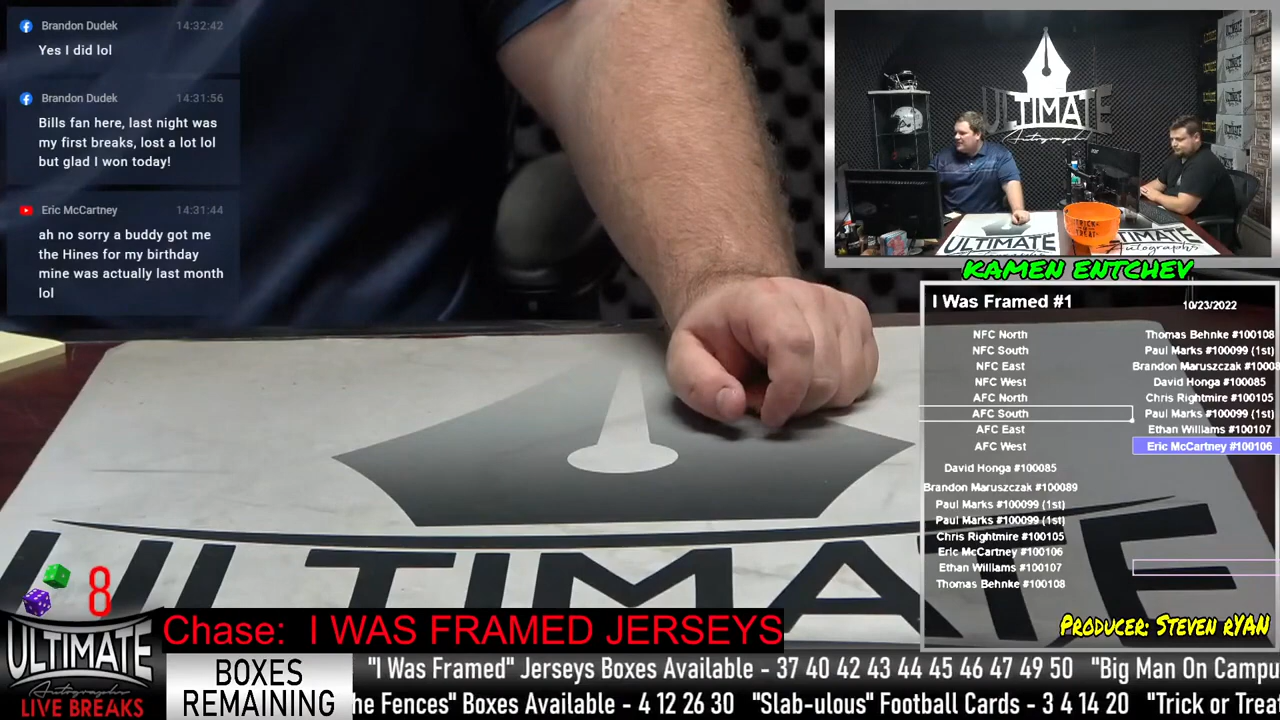 Brandon Dudek 14:32:42
Yes I did lol
Brandon Dudek 14:31:56
Bills fan here, last night was
my first breaks, lost a lot lol
but glad I won today!
Eric McCartney 14:31:44
ah no sorry a buddy got me
the Hines for my birthday
mine was actually last month
lol
ULTIMATE
Autographs
ULTIMATE
TRICK
TREAT
ULTIMATE
Autographs
KAMEN ENTCHEV
I Was Framed #1 10/23/2022
NFC North Thomas Behnke #100108
NFC South Paul Marks #100099 (1st)
NFC East Brandon Maruszczak #10008
NFC West David Honga #100085
AFC North Chris Rightmire #100105
AFC South Paul Marks #100099 (1st)
AFC East Ethan Williams #100107
AFC West Eric McCartney #100106
David Honga #100085
Brandon Maruszczak #100089
Paul Marks #100099 (1st)
Paul Marks #100099 (1st)
Chris Rightmire #100105
Eric McCartney #100106
Ethan Williams #100107
Thomas Behnke #100108
Producer: Steven rYAN
ULTIMATE
8
ULTIMATE
Autographs
LIVE BREAKS
Chase: I WAS FRAMED JERSEYS
BOXES
REMAINING
"I Was Framed" Jerseys Boxes Available - 37 40 42 43 44 45 46 47 49 50 "Big Man On Campu
he Fences" Boxes Available - 4 12 26 30 "Slab-ulous" Football Cards - 3 4 14 20 "Trick or Trea